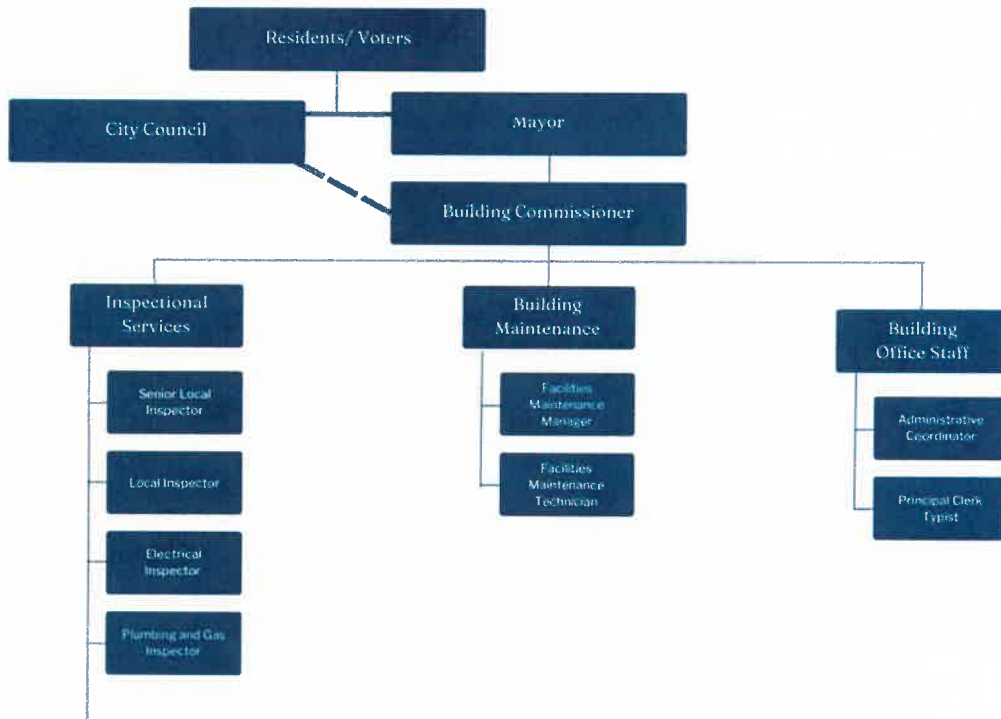 Residents/ Voters
City Council
Mayor
Building Commissioner
Inspectional
Services
Building
Maintenance
Building
Office Staff
Senior Local
Inspector
Local Inspector
Electrical
Inspector
Plumbing and Gas
Inspector
Facilities
Maintenance
Manager
Facilities
Maintenance
Technician
Administrative
Coordinator
Principal Clerk
Typist